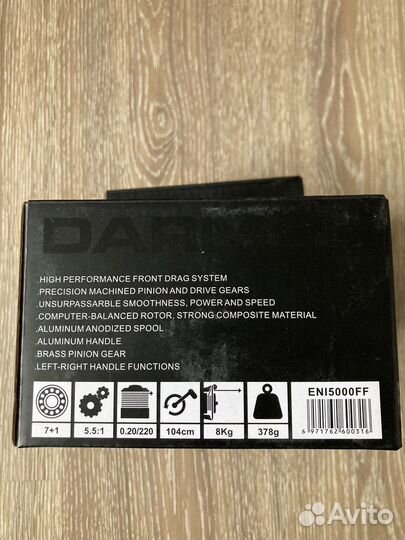 .HIGH PERFORMANCE FRONT DRAG SYSTEM
.PRECISION MACHINED PINION AND DRIVE GEARS
.UNSURPASSARBLE SMOOTHNESS, POWER AND SPEED
.COMPUTER-BALANCED ROTOR, STRONG COMPOSITE MATERIAL
.ALUMINUM ANODIZED SPOOL
.ALUMINUM HANDLE
.BRASS PINION GEAR
.LEFT-RIGHT HANDLE FUNCTIONS
ENI5000FF
7+1 5.5:1 0.20/220 104cm 8Kg 378g
6 971762 600316
Avito